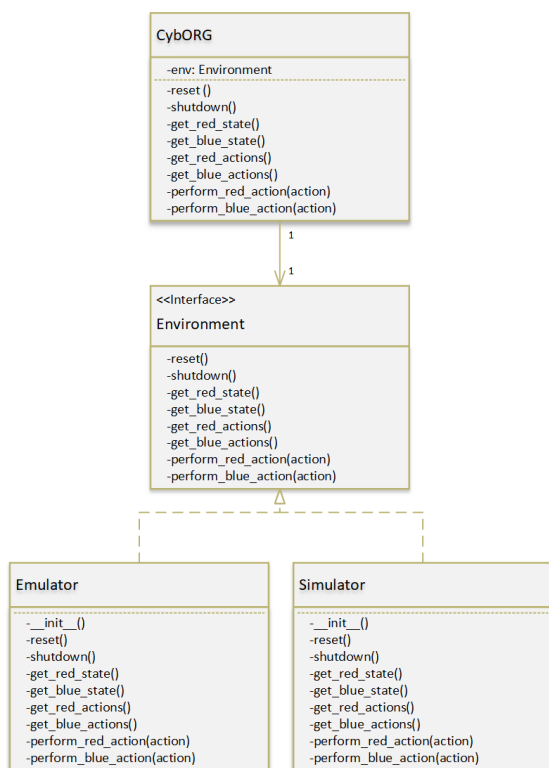 CybORG
-env: Environment
-reset ()
-shutdown()
-get_red_state()
-get_blue_state()
-get_red_actions()
-get_blue_actions()
-perform_red_action(action)
-perform_blue_action(action)
1
1
<<Interface>>
Environment
-reset()
-shutdown()
-get_red_state()
-get_blue_state()
-get_red_actions()
-get_blue_actions()
-perform_red_action(action)
-perform_blue_action(action)
Emulator
-__init__()
-reset()
-shutdown()
-get_red_state()
-get_blue_state()
-get_red_actions()
-get_blue_actions()
-perform_red_action(action)
-perform_blue_action(action)
Simulator
-__init__()
-reset()
-shutdown()
-get_red_state()
-get_blue_state()
-get_red_actions()
-get_blue_actions()
-perform_red_action(action)
-perform_blue_action(action)